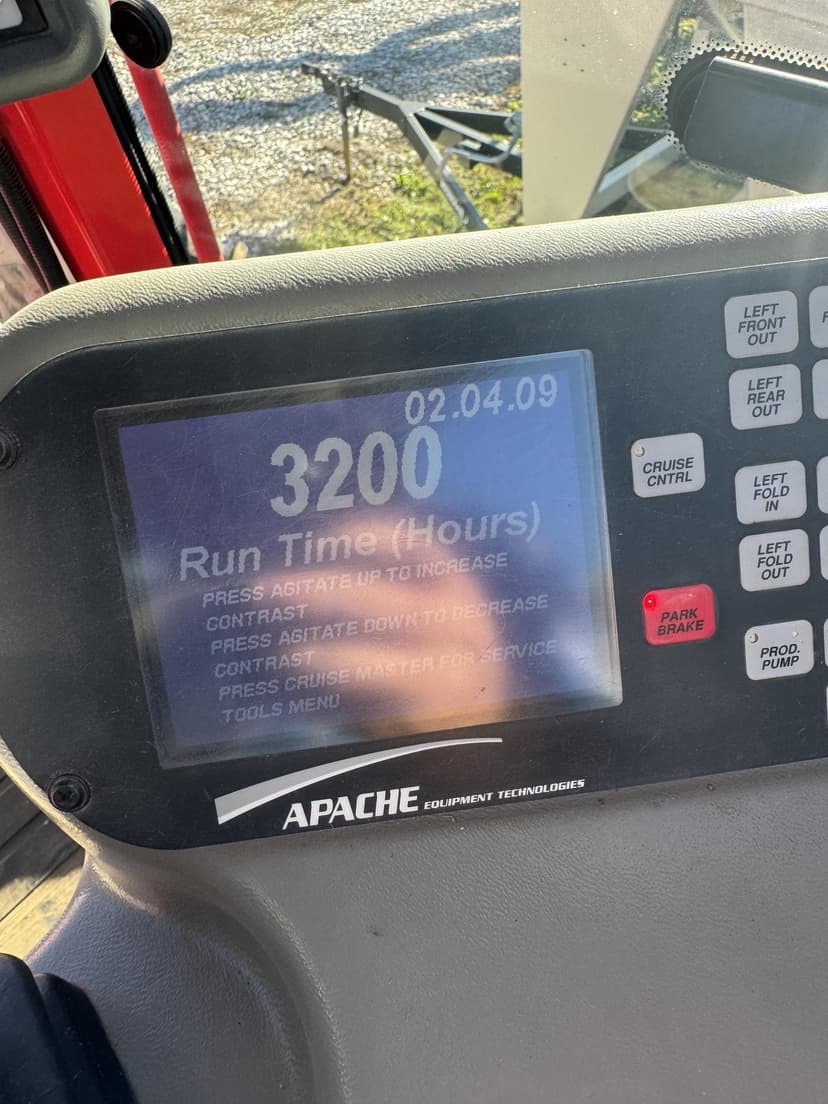 02.04.09
3200
Run Time (Hours)
PRESS AGITATE UP TO INCREASE
CONTRAST
PRESS AGITATE DOWN TO DECREASE
CONTRAST
PRESS CRUISE MASTER FOR SERVICE
TOOLS MENU
APACHE EQUIPMENT TECHNOLOGIES
CRUISE
CNTRL
PARK
BRAKE
LEFT
FRONT
OUT
LEFT
REAR
OUT
LEFT
FOLD
IN
LEFT
FOLD
OUT
PROD.
PUMP